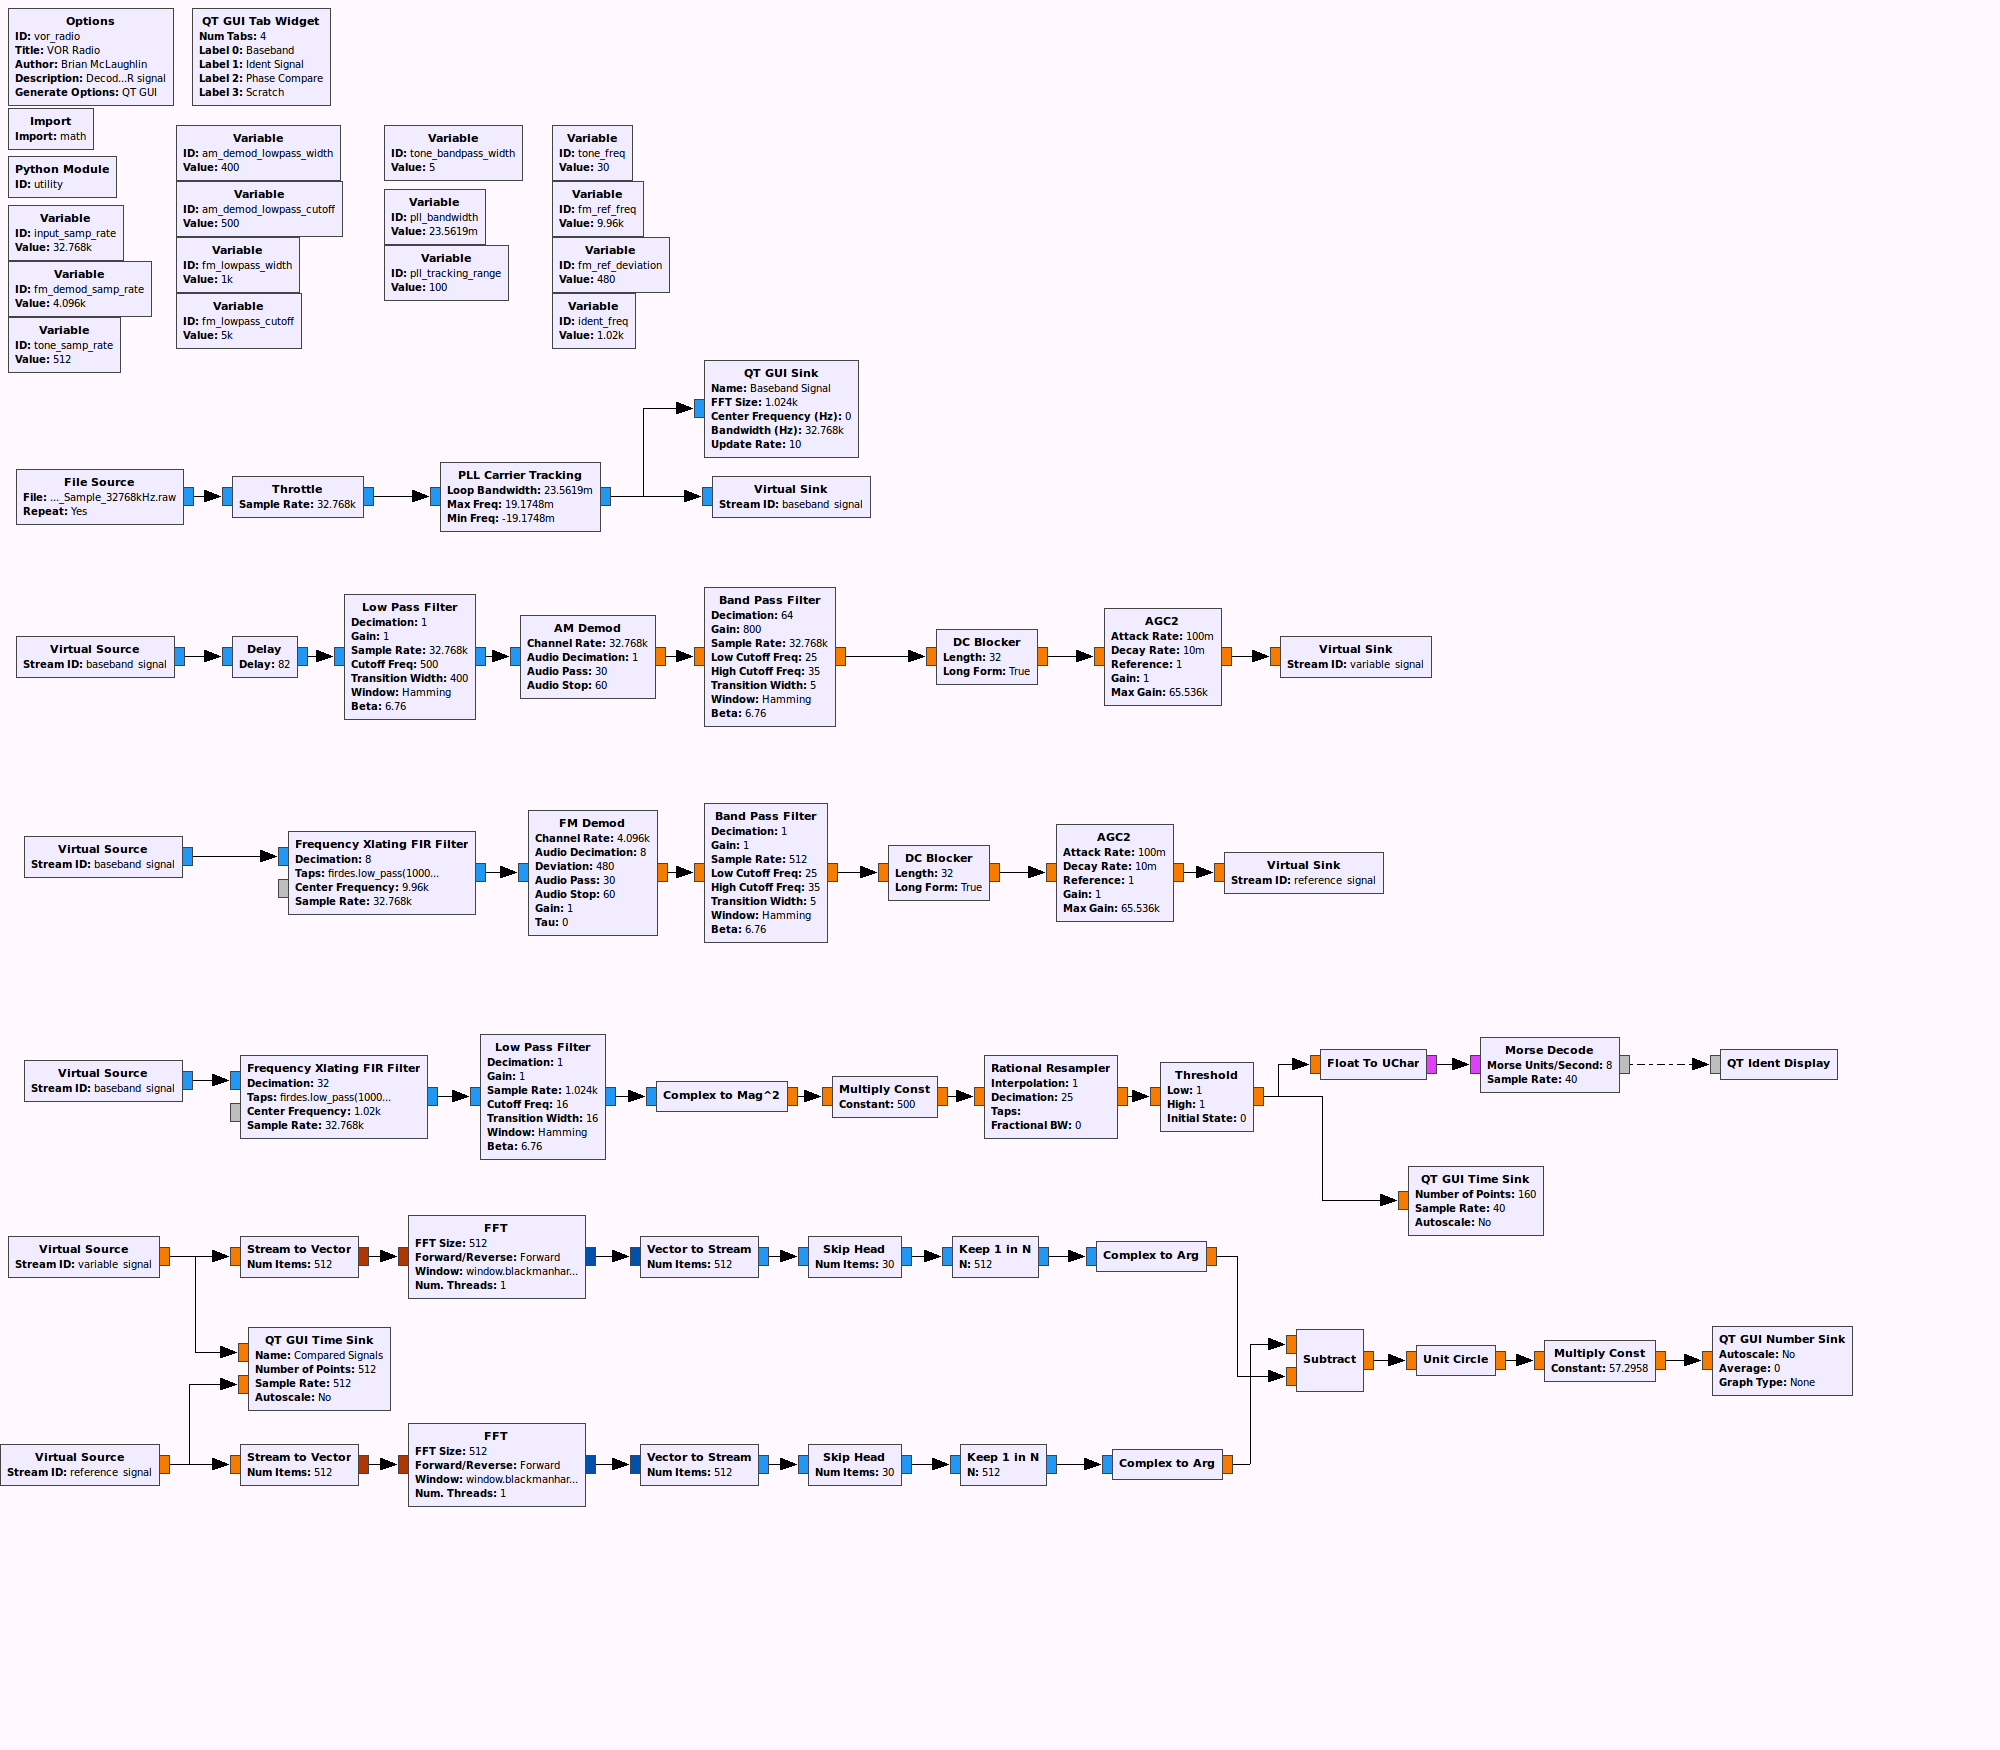 Options
ID: vor_radio
Title: VOR Radio
Author: Brian McLaughlin
Description: Decod...R signal
Generate Options: QT GUI
QT GUI Tab Widget
Num Tabs: 4
Label 0: Baseband
Label 1: Ident Signal
Label 2: Phase Compare
Label 3: Scratch
Import
Import: math
Python Module
ID: utility
Variable
ID: input_samp_rate
Value: 32.768k
Variable
ID: fm_demod_samp_rate
Value: 4.096k
Variable
ID: tone_samp_rate
Value: 512
Variable
ID: am_demod_lowpass_width
Value: 400
Variable
ID: am_demod_lowpass_cutoff
Value: 500
Variable
ID: fm_lowpass_width
Value: 1k
Variable
ID: fm_lowpass_cutoff
Value: 5k
Variable
ID: tone_bandpass_width
Value: 5
Variable
ID: pll_bandwidth
Value: 23.5619m
Variable
ID: pll_tracking_range
Value: 100
Variable
ID: tone_freq
Value: 30
Variable
ID: fm_ref_freq
Value: 9.96k
Variable
ID: fm_ref_deviation
Value: 480
Variable
ID: ident_freq
Value: 1.02k
QT GUI Sink
Name: Baseband Signal
FFT Size: 1.024k
Center Frequency (Hz): 0
Bandwidth (Hz): 32.768k
Update Rate: 10
File Source
File: ..._Sample_32768kHz.raw
Repeat: Yes
Throttle
Sample Rate: 32.768k
PLL Carrier Tracking
Loop Bandwidth: 23.5619m
Max Freq: 19.1748m
Min Freq: -19.1748m
Virtual Sink
Stream ID: baseband_signal
Virtual Source
Stream ID: baseband_signal
Delay
Delay: 82
Low Pass Filter
Decimation: 1
Gain: 1
Sample Rate: 32.768k
Cutoff Freq: 500
Transition Width: 400
Window: Hamming
Beta: 6.76
AM Demod
Channel Rate: 32.768k
Audio Decimation: 1
Audio Pass: 30
Audio Stop: 60
Band Pass Filter
Decimation: 64
Gain: 800
Sample Rate: 32.768k
Low Cutoff Freq: 25
High Cutoff Freq: 35
Transition Width: 5
Window: Hamming
Beta: 6.76
DC Blocker
Length: 32
Long Form: True
AGC2
Attack Rate: 100m
Decay Rate: 10m
Reference: 1
Gain: 1
Max Gain: 65.536k
Virtual Sink
Stream ID: variable_signal
Virtual Source
Stream ID: baseband_signal
Frequency Xlating FIR Filter
Decimation: 8
Taps: firdes.low_pass(1000...
Center Frequency: 9.96k
Sample Rate: 32.768k
FM Demod
Channel Rate: 4.096k
Audio Decimation: 8
Deviation: 480
Audio Pass: 30
Audio Stop: 60
Gain: 1
Tau: 0
Band Pass Filter
Decimation: 1
Gain: 1
Sample Rate: 512
Low Cutoff Freq: 25
High Cutoff Freq: 35
Transition Width: 5
Window: Hamming
Beta: 6.76
DC Blocker
Length: 32
Long Form: True
AGC2
Attack Rate: 100m
Decay Rate: 10m
Reference: 1
Gain: 1
Max Gain: 65.536k
Virtual Sink
Stream ID: reference_signal
Virtual Source
Stream ID: baseband_signal
Frequency Xlating FIR Filter
Decimation: 32
Taps: firdes.low_pass(1000...
Center Frequency: 1.02k
Sample Rate: 32.768k
Low Pass Filter
Decimation: 1
Gain: 1
Sample Rate: 1.024k
Cutoff Freq: 16
Transition Width: 16
Window: Hamming
Beta: 6.76
Complex to Mag^2
Multiply Const
Constant: 500
Rational Resampler
Interpolation: 1
Decimation: 25
Taps:
Fractional BW: 0
Threshold
Low: 1
High: 1
Initial State: 0
Float To UChar
Morse Decode
Morse Units/Second: 8
Sample Rate: 40
QT Ident Display
QT GUI Time Sink
Number of Points: 160
Sample Rate: 40
Autoscale: No
Virtual Source
Stream ID: variable_signal
Stream to Vector
Num Items: 512
FFT
FFT Size: 512
Forward/Reverse: Forward
Window: window.blackmanhar...
Num. Threads: 1
Vector to Stream
Num Items: 512
Skip Head
Num Items: 30
Keep 1 in N
N: 512
Complex to Arg
QT GUI Time Sink
Name: Compared Signals
Number of Points: 512
Sample Rate: 512
Autoscale: No
Subtract
Unit Circle
Multiply Const
Constant: 57.2958
QT GUI Number Sink
Autoscale: No
Average: 0
Graph Type: None
Virtual Source
Stream ID: reference_signal
Stream to Vector
Num Items: 512
FFT
FFT Size: 512
Forward/Reverse: Forward
Window: window.blackmanhar...
Num. Threads: 1
Vector to Stream
Num Items: 512
Skip Head
Num Items: 30
Keep 1 in N
N: 512
Complex to Arg